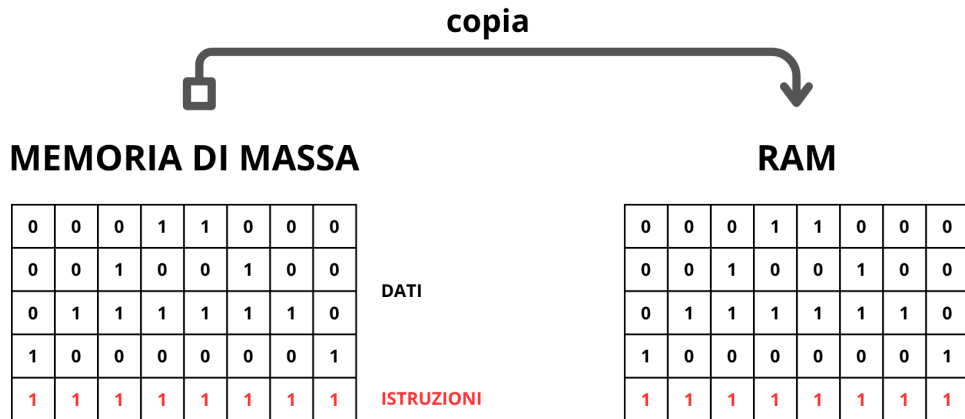 copia
MEMORIA DI MASSA
RAM
0 0 0 1 1 0 0 0
0 0 1 0 0 1 0 0
0 1 1 1 1 1 1 0
1 0 0 0 0 0 0 1
1 1 1 1 1 1 1 1
DATI
ISTRUZIONI
0 0 0 1 1 0 0 0
0 0 1 0 0 1 0 0
0 1 1 1 1 1 1 0
1 0 0 0 0 0 0 1
1 1 1 1 1 1 1 1